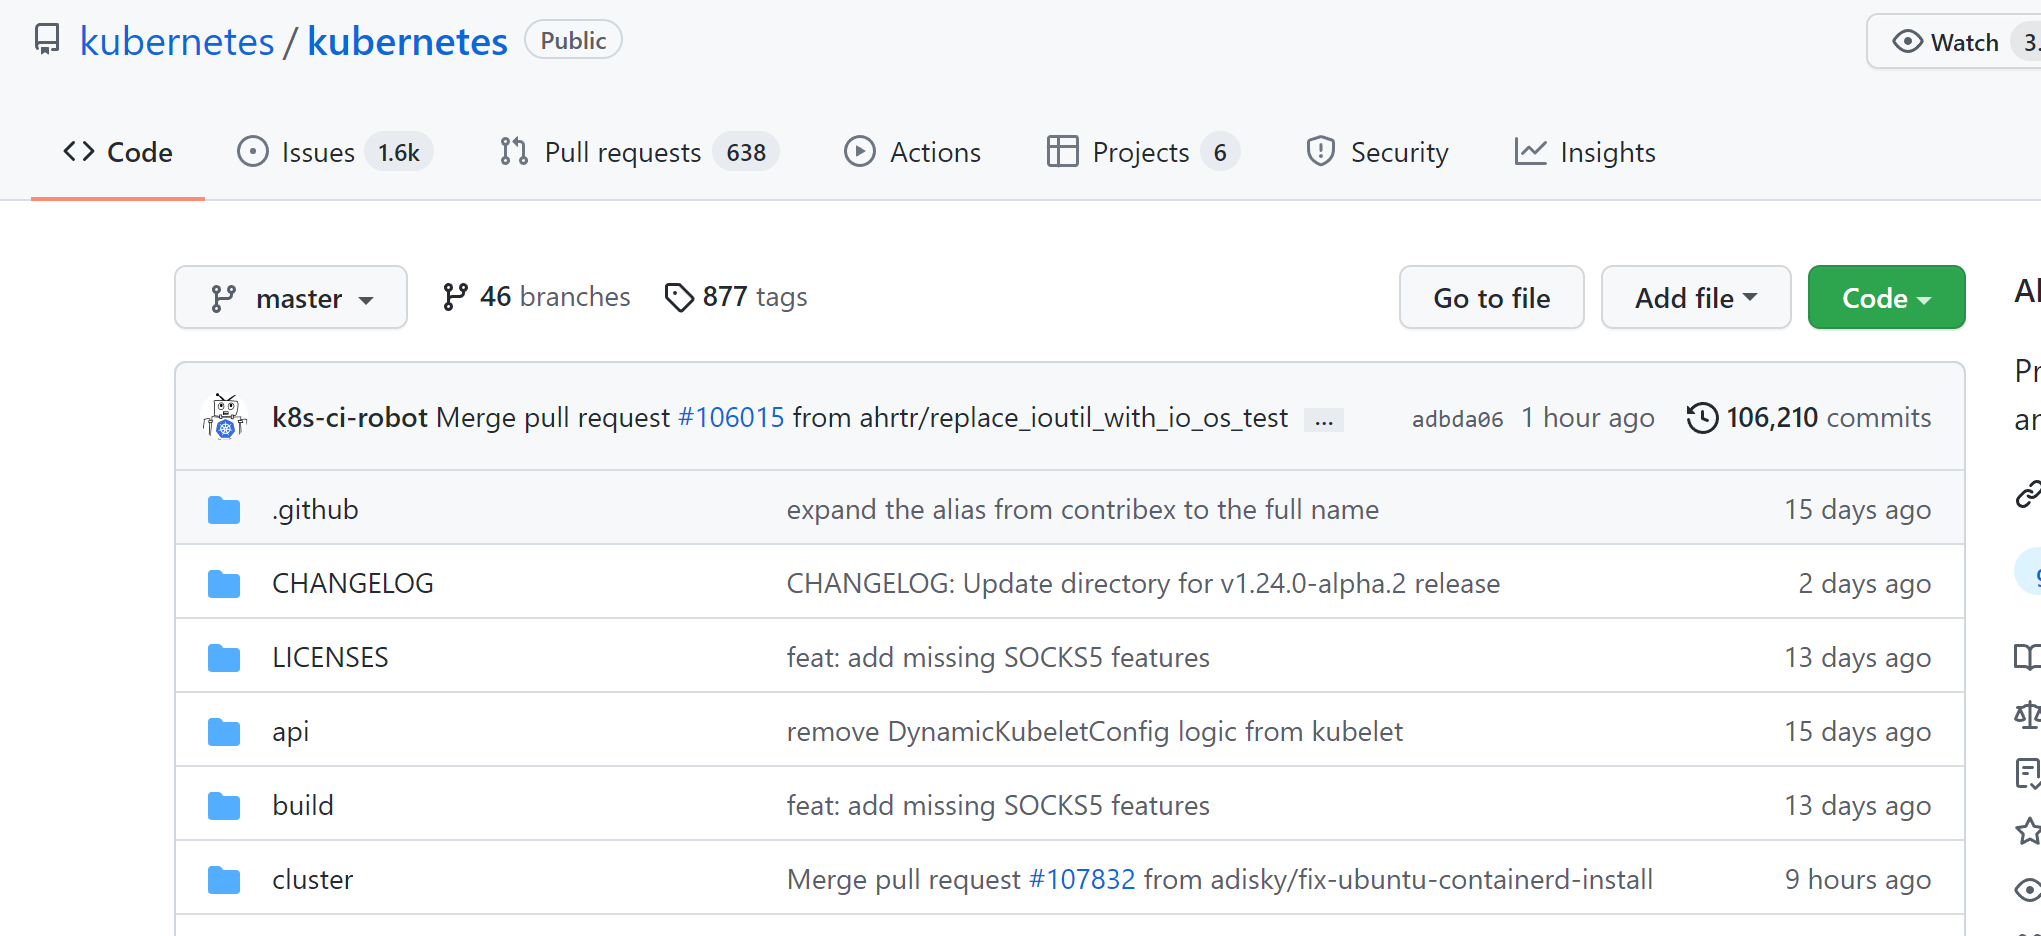 kubernetes / kubernetes Public Watch 3.
Code Issues 1.6k Pull requests 638 Actions Projects 6 Security Insights
master 46 branches 877 tags Go to file Add file Code
k8s-ci-robot Merge pull request #106015 from ahrtr/replace_ioutil_with_io_os_test ... adbda06 1 hour ago 106,210 commits
.github expand the alias from contribex to the full name 15 days ago
CHANGELOG CHANGELOG: Update directory for v1.24.0-alpha.2 release 2 days ago
LICENSES feat: add missing SOCKS5 features 13 days ago
api remove DynamicKubeletConfig logic from kubelet 15 days ago
build feat: add missing SOCKS5 features 13 days ago
cluster Merge pull request #107832 from adisky/fix-ubuntu-containerd-install 9 hours ago